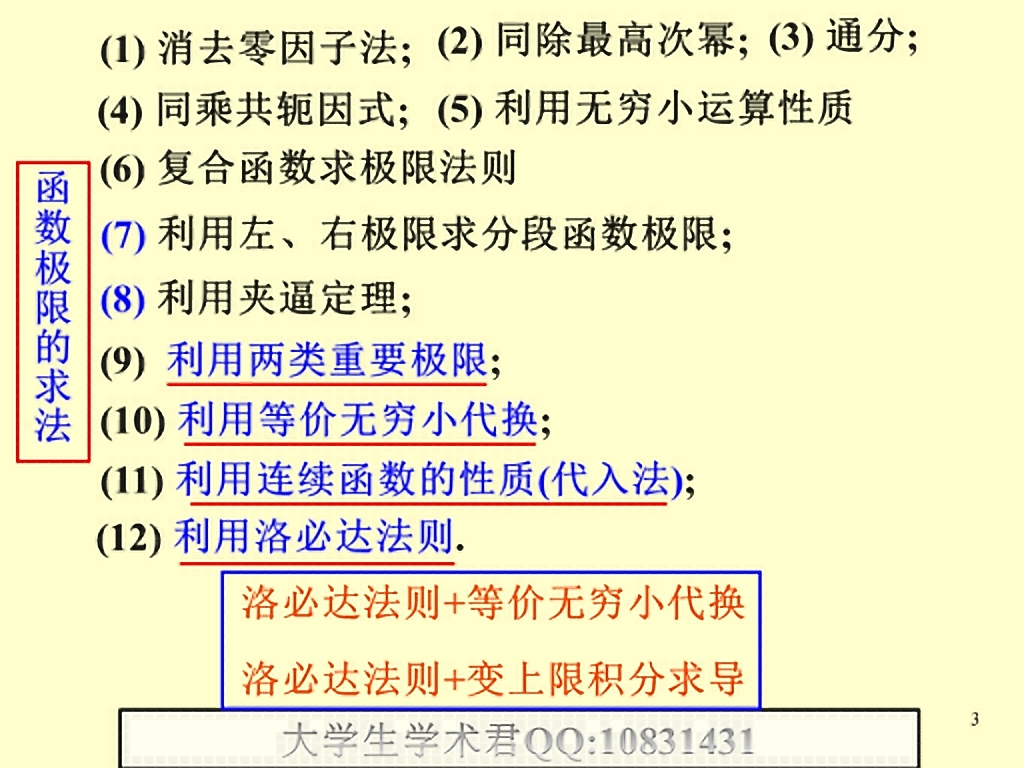 (1) 消去零因子法; (2) 同除最高次幂; (3) 通分;
(4) 同乘共轭因式; (5) 利用无穷小运算性质
(6) 复合函数求极限法则
函数极限的求法
(7) 利用左、右极限求分段函数极限;
(8) 利用夹逼定理;
(9) 利用两类重要极限;
(10) 利用等价无穷小代换;
(11) 利用连续函数的性质(代入法);
(12) 利用洛必达法则.
洛必达法则+等价无穷小代换
洛必达法则+变上限积分求导
大学生学术君QQ:10831431
3